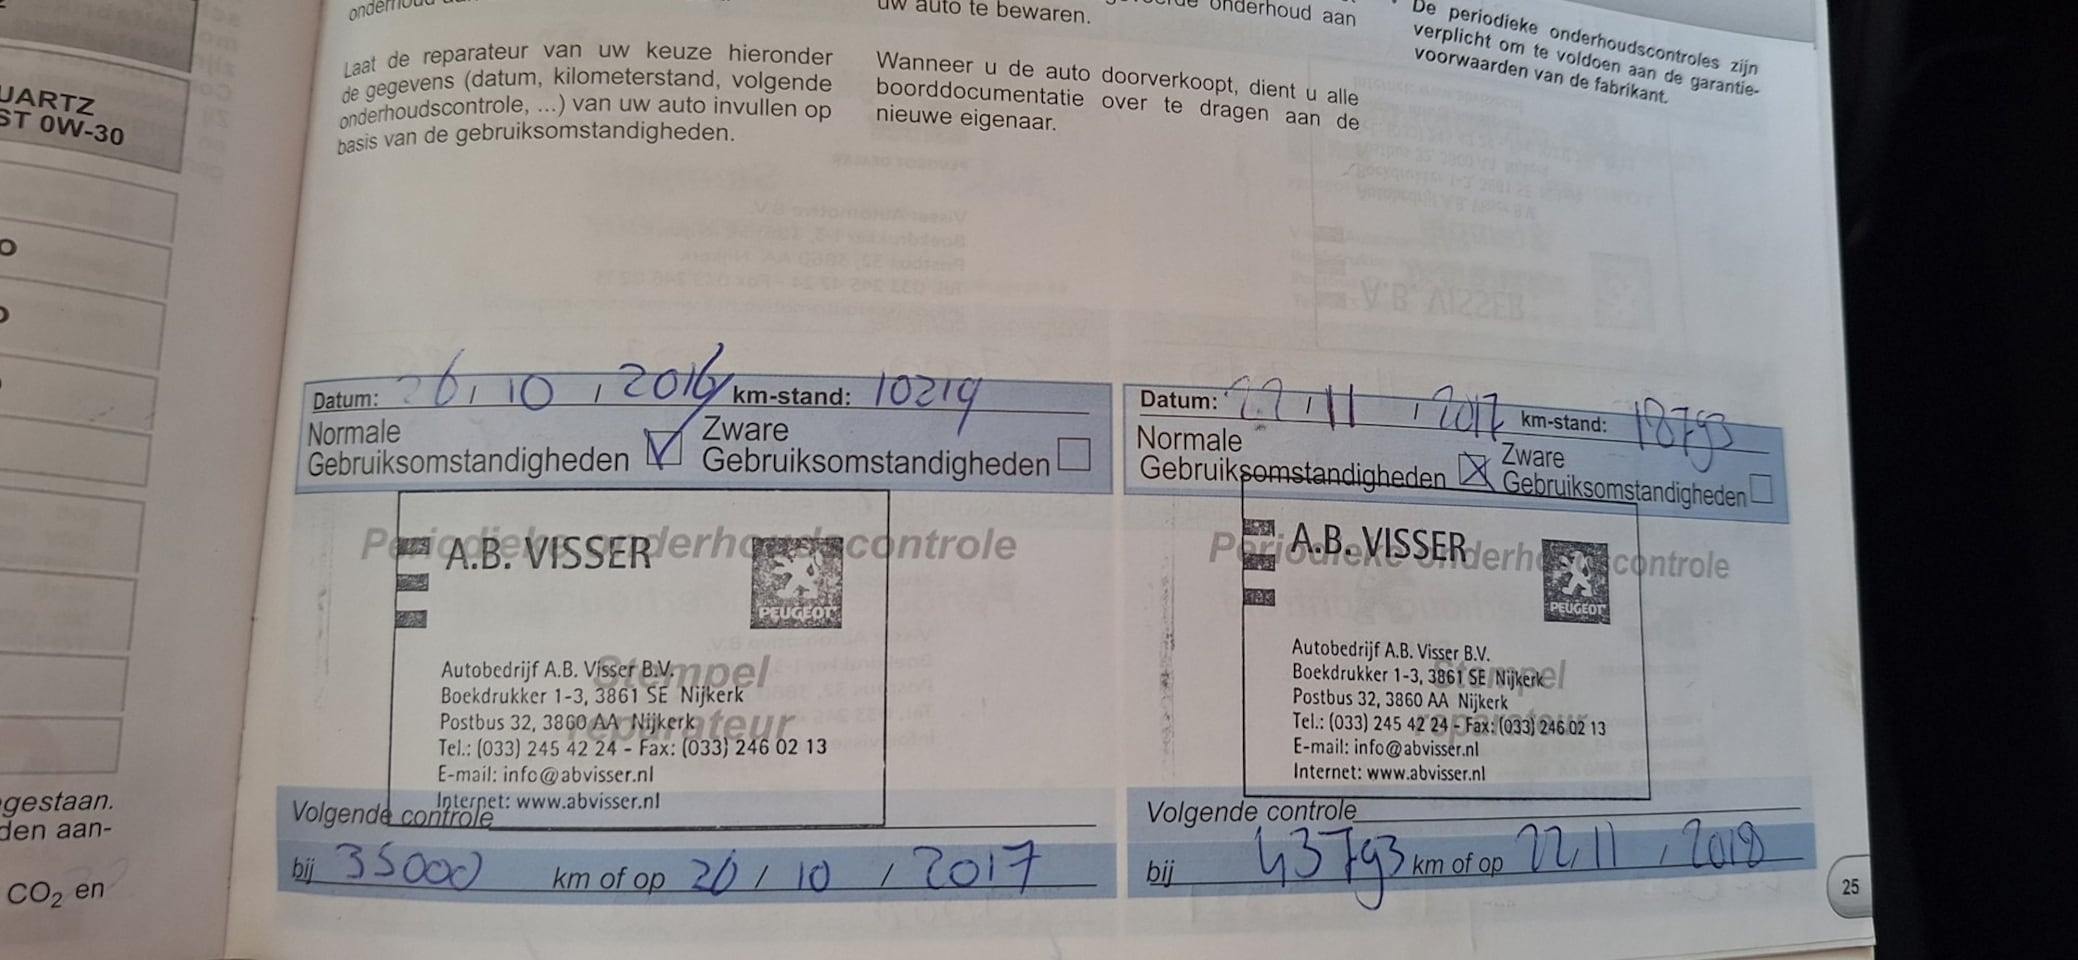 UARTZ
ST 0W-30
gestaan.
den aan-
CO₂ en
uw auto te bewaren.
onderhoud aan
Laat de reparateur van uw keuze hieronder
de gegevens (datum, kilometerstand, volgende
onderhoudscontrole, ...) van uw auto invullen op
basis van de gebruiksomstandigheden.
Wanneer u de auto doorverkoopt, dient u alle
boorddocumentatie over te dragen aan de
nieuwe eigenaar.
De periodieke onderhoudscontroles zijn
verplicht om te voldoen aan de garantie-
voorwaarden van de fabrikant.
Datum: 26 / 10 / 2016 km-stand: 10219
Normale
Gebruiksomstandigheden
Zware
Gebruiksomstandigheden
Periodieke onderhoudscontrole
A.B. VISSER
PEUGEOT
Stempel
reparateur
Autobedrijf A.B. Visser B.V.
Boekdrukker 1-3, 3861 SE Nijkerk
Postbus 32, 3860 AA Nijkerk
Tel.: (033) 245 42 24 - Fax: (033) 246 02 13
E-mail: info@abvisser.nl
Internet: www.abvisser.nl
Volgende controle
bij 35000 km of op 26 / 10 / 2017
Datum: 22 / 11 / 2017 km-stand: 18793
Normale
Gebruiksomstandigheden
Zware
Gebruiksomstandigheden
Periodieke onderhoudscontrole
A.B. VISSER
PEUGEOT
Stempel
reparateur
Autobedrijf A.B. Visser B.V.
Boekdrukker 1-3, 3861 SE Nijkerk
Postbus 32, 3860 AA Nijkerk
Tel.: (033) 245 42 24 - Fax: (033) 246 02 13
E-mail: info@abvisser.nl
Internet: www.abvisser.nl
Volgende controle
bij 43793 km of op 22 / 11 / 2018
25